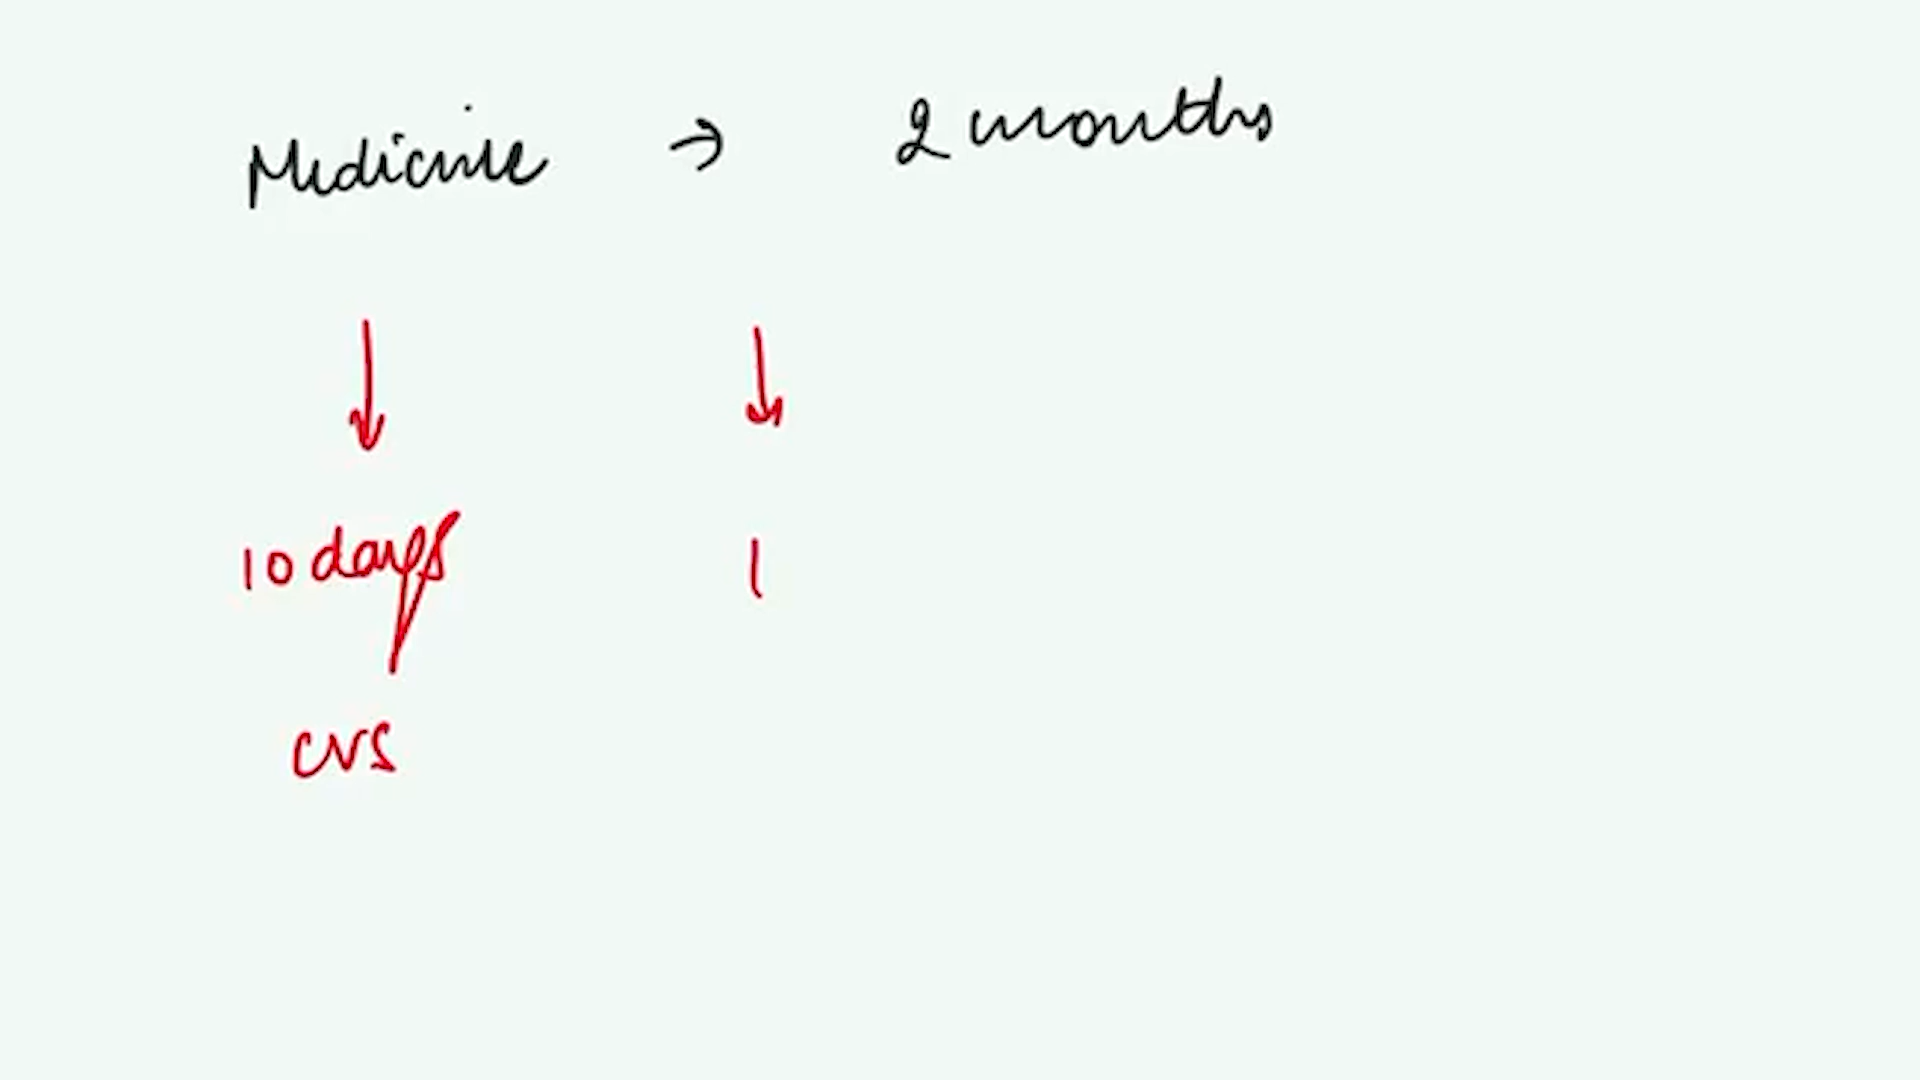 Medicine → 2 months
↓ ↓
10 days 1
CVS